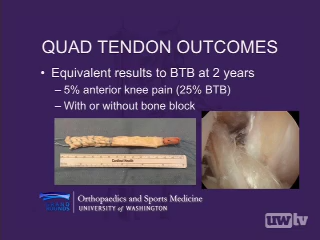 QUAD TENDON OUTCOMES
• Equivalent results to BTB at 2 years
– 5% anterior knee pain (25% BTB)
– With or without bone block
Orthopaedics and Sports Medicine
UNIVERSITY of WASHINGTON
uwtv